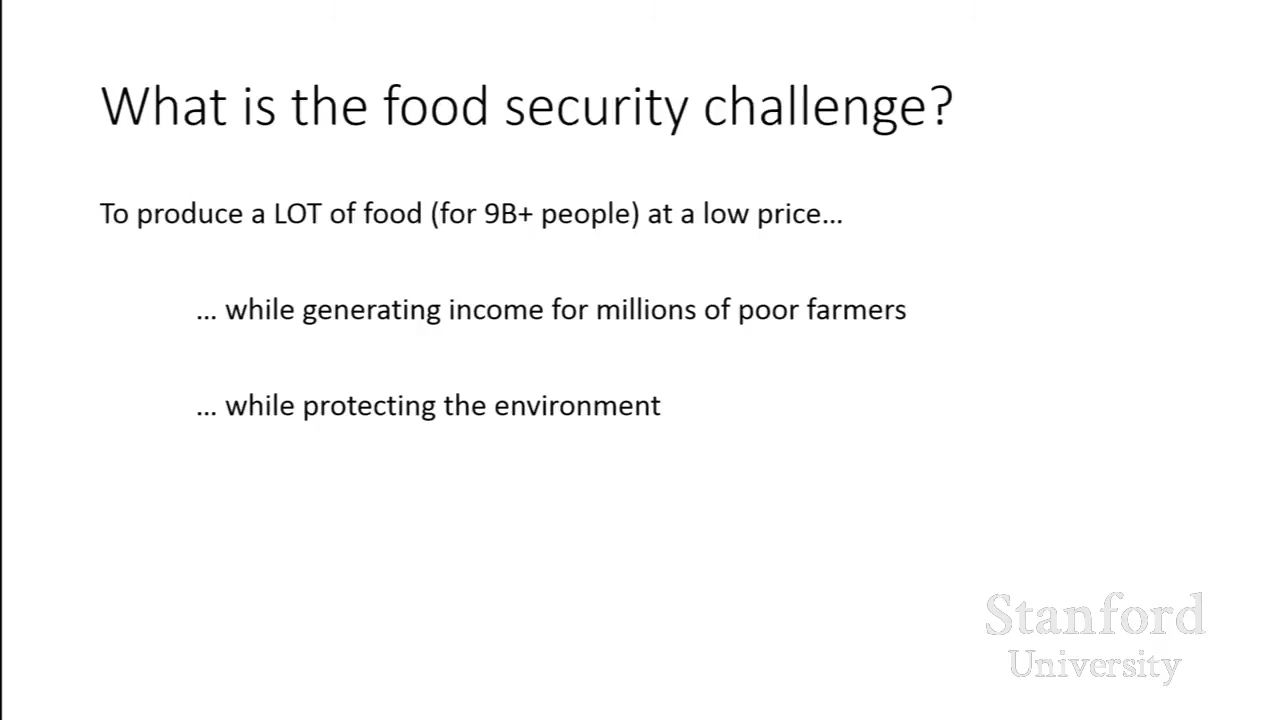 What is the food security challenge?
To produce a LOT of food (for 9B+ people) at a low price...
... while generating income for millions of poor farmers
... while protecting the environment
Stanford
University